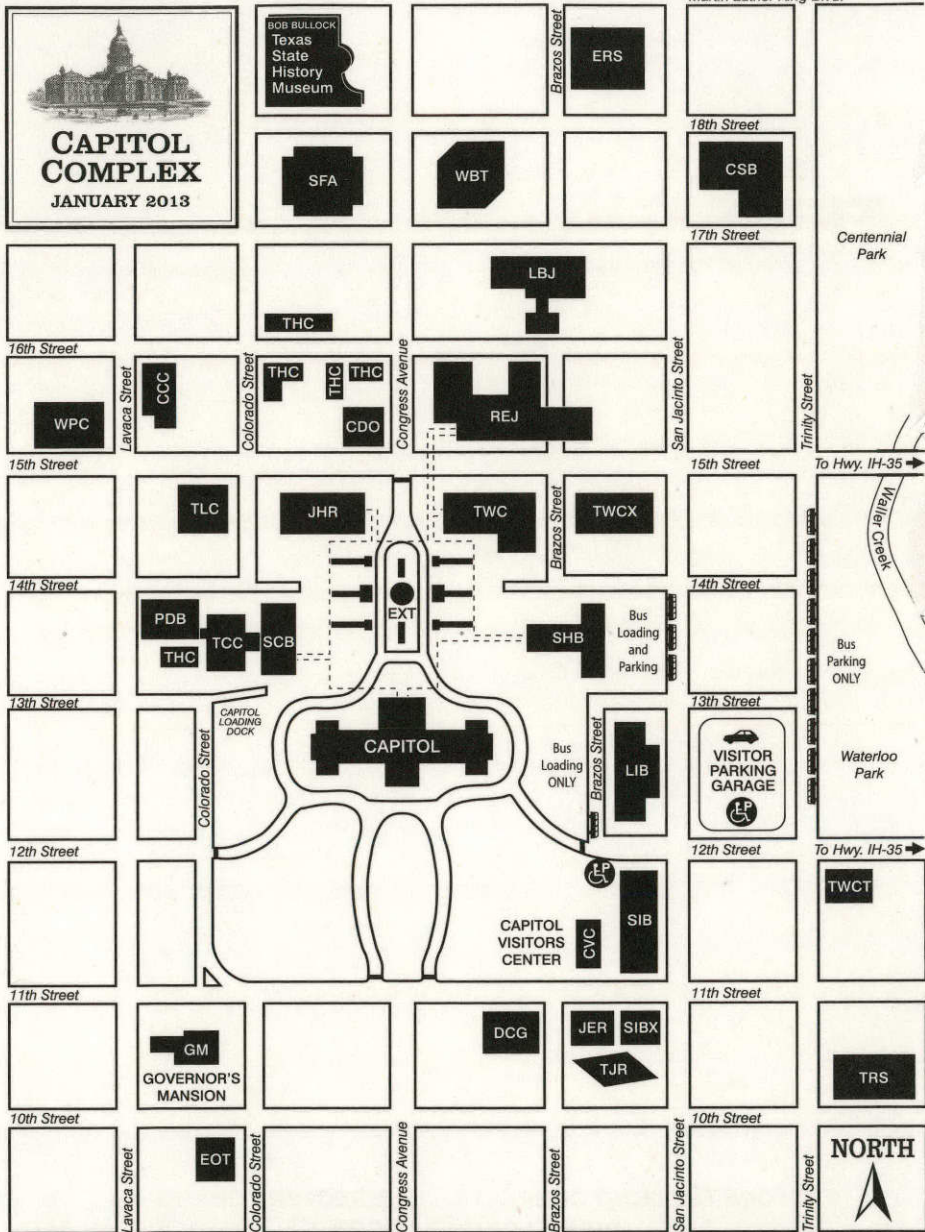 CAPITOL
COMPLEX
JANUARY 2013
BOB BULLOCK
Texas
State
History
Museum
Brazos Street
ERS
18th Street
SFA
WBT
CSB
17th Street
Centennial
Park
LBJ
THC
16th Street
Lavaca Street
CCC
Colorado Street
THC
THC
THC
Congress Avenue
San Jacinto Street
Trinity Street
WPC
CDO
REJ
15th Street
15th Street
To Hwy. IH-35
Waller Creek
TLC
JHR
TWC
Brazos Street
TWCX
14th Street
14th Street
EXT
PDB
TCC
SCB
THC
SHB
Bus
Loading
and
Parking
Bus
Parking
ONLY
13th Street
13th Street
CAPITOL
LOADING
DOCK
Colorado Street
CAPITOL
Bus
Loading
ONLY
Brazos Street
LIB
VISITOR
PARKING
GARAGE
EP
Waterloo
Park
12th Street
12th Street
To Hwy. IH-35
EP
TWCT
CAPITOL
VISITORS
CENTER
CVC
SIB
11th Street
11th Street
GM
GOVERNOR'S
MANSION
DCG
JER
SIBX
TJR
TRS
10th Street
10th Street
Lavaca Street
EOT
Colorado Street
Congress Avenue
Brazos Street
San Jacinto Street
Trinity Street
NORTH